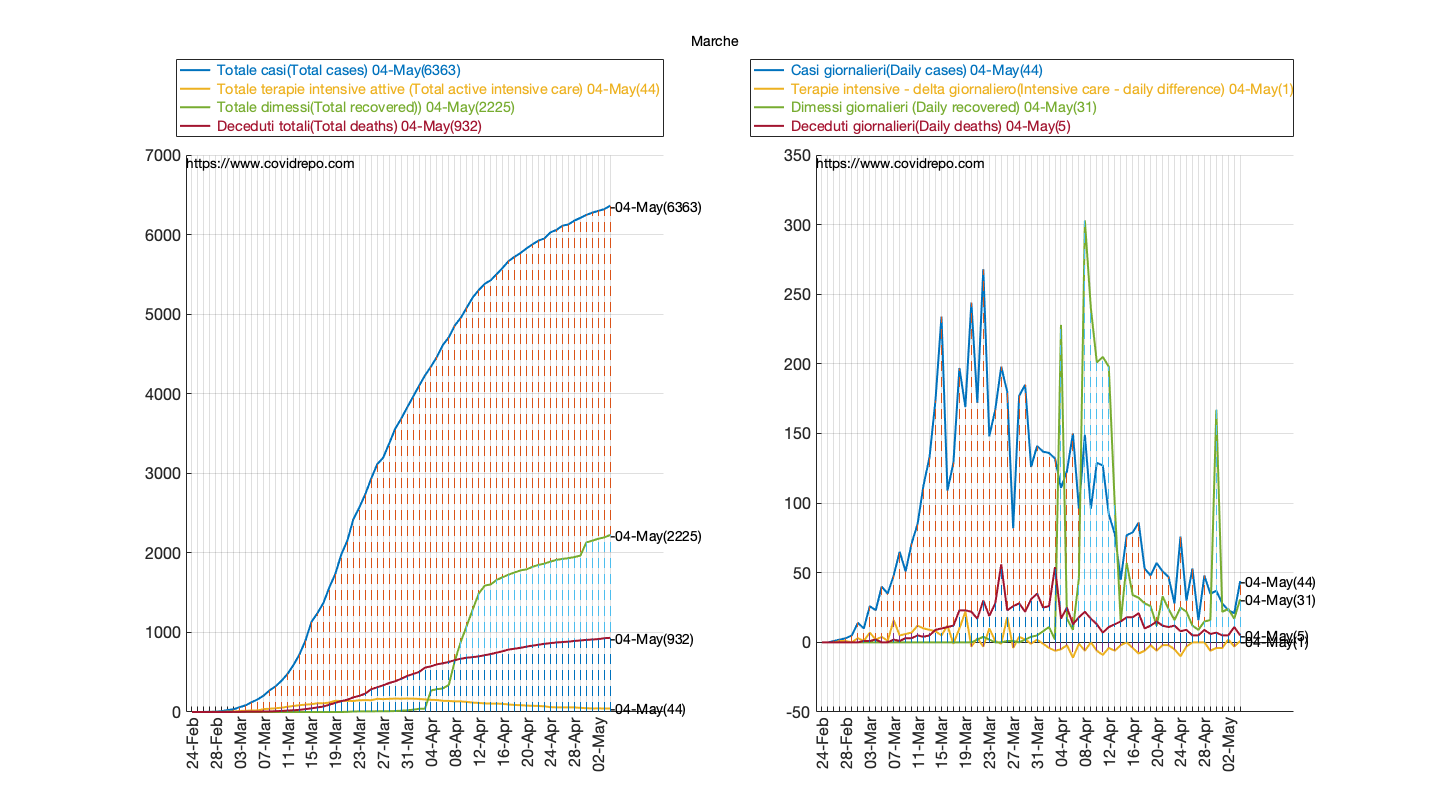 Marche
Totale casi(Total cases) 04-May(6363)
Totale terapie intensive attive (Total active intensive care) 04-May(44)
Totale dimessi(Total recovered)) 04-May(2225)
Deceduti totali(Total deaths) 04-May(932)
7000
https://www.covidrepo.com
6000
5000
4000
3000
2000
1000
0
04-May(6363)
04-May(2225)
04-May(932)
04-May(44)
24-Feb
28-Feb
03-Mar
07-Mar
11-Mar
15-Mar
19-Mar
23-Mar
27-Mar
31-Mar
04-Apr
08-Apr
12-Apr
16-Apr
20-Apr
24-Apr
28-Apr
02-May
Casi giornalieri(Daily cases) 04-May(44)
Terapie intensive - delta giornaliero(Intensive care - daily difference) 04-May(1)
Dimessi giornalieri (Daily recovered) 04-May(31)
Deceduti giornalieri(Daily deaths) 04-May(5)
350
https://www.covidrepo.com
300
250
200
150
100
50
0
-50
04-May(44)
04-May(31)
04-May(5)
04-May(1)
24-Feb
28-Feb
03-Mar
07-Mar
11-Mar
15-Mar
19-Mar
23-Mar
27-Mar
31-Mar
04-Apr
08-Apr
12-Apr
16-Apr
20-Apr
24-Apr
28-Apr
02-May